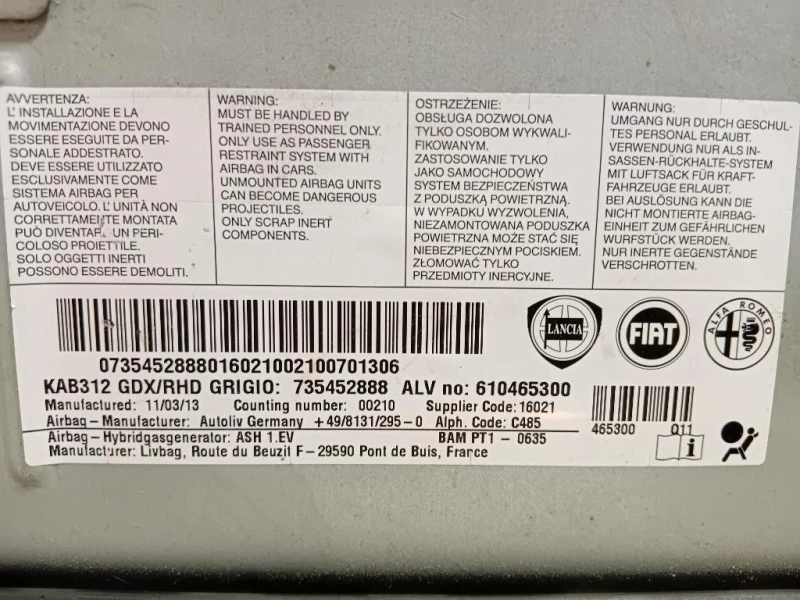 AVVERTENZA:
L' INSTALLAZIONE E LA
MOVIMENTAZIONE DEVONO
ESSERE ESEGUITE DA PER-
SONALE ADDESTRATO.
DEVE ESSERE UTILIZZATO
ESCLUSIVAMENTE COME
SISTEMA AIRBAG PER
AUTOVEICOLO. L' UNITÀ NON
CORRETTAMENTE MONTATA
PUÒ DIVENTARE UN PERI-
COLOSO PROIETTILE.
SOLO OGGETTI INERTI
POSSONO ESSERE DEMOLITI.
WARNING:
MUST BE HANDLED BY
TRAINED PERSONNEL ONLY.
ONLY USE AS PASSENGER
RESTRAINT SYSTEM WITH
AIRBAG IN CARS.
UNMOUNTED AIRBAG UNITS
CAN BECOME DANGEROUS
PROJECTILES.
ONLY SCRAP INERT
COMPONENTS.
OSTRZEŻENIE:
OBSŁUGA DOZWOLONA
TYLKO OSOBOM WYKWALI-
FIKOWANYM.
ZASTOSOWANIE TYLKO
JAKO SAMOCHODOWY
SYSTEM BEZPIECZEŃSTWA
Z PODUSZKĄ POWIETRZNĄ.
W WYPADKU WYZWOLENIA,
NIEZAMONTOWANA PODUSZKA
POWIETRZNA MOŻE STAĆ SIĘ
NIEBEZPIECZNYM POCISKIEM.
ZŁOMOWAĆ TYLKO
PRZEDMIOTY INERCYJNE.
WARNUNG:
UMGANG NUR DURCH GESCHUL-
TES PERSONAL ERLAUBT.
VERWENDUNG NUR ALS IN-
SASSEN-RÜCKHALTE-SYSTEM
MIT LUFTSACK FÜR KRAFT-
FAHRZEUGE ERLAUBT.
BEI AUSLÖSUNG KANN DIE
NICHT MONTIERTE AIRBAG-
EINHEIT ZUM GEFÄHRLICHEN
WURFSTÜCK WERDEN.
NUR INERTE GEGENSTÄNDE
VERSCHROTTEN.
LANCIA
FIAT
ALFA ROMEO
0735452888016021002100701306
KAB312 GDX/RHD GRIGIO: 735452888 ALV no: 610465300
Manufactured: 11/03/13 Counting number: 00210 Supplier Code: 16021
Airbag - Manufacturer: Autoliv Germany +49/8131/295-0 Alph. Code: C485
Airbag - Hybridgasgenerator: ASH 1.EV BAM PT1 - 0635
Manufacturer: Livbag, Route du Beuzit F-29590 Pont de Buis, France
465300 Q11
i